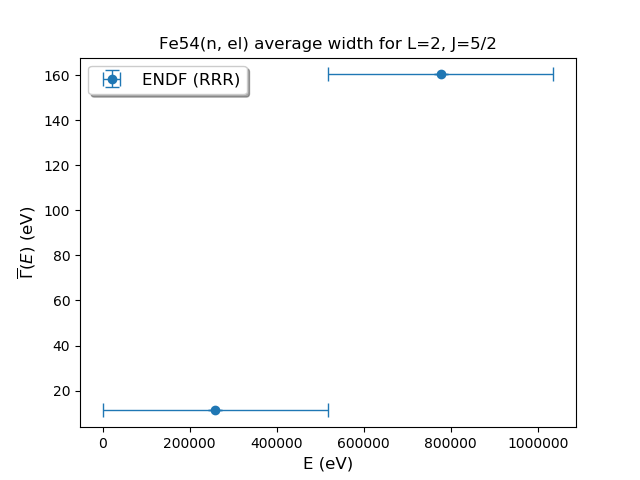 Fe54(n, el) average width for L=2, J=5/2
ENDF (RRR)
160
140
120
100
80
60
40
20
Γ̅(E) (eV)
0 200000 400000 600000 800000 1000000
E (eV)